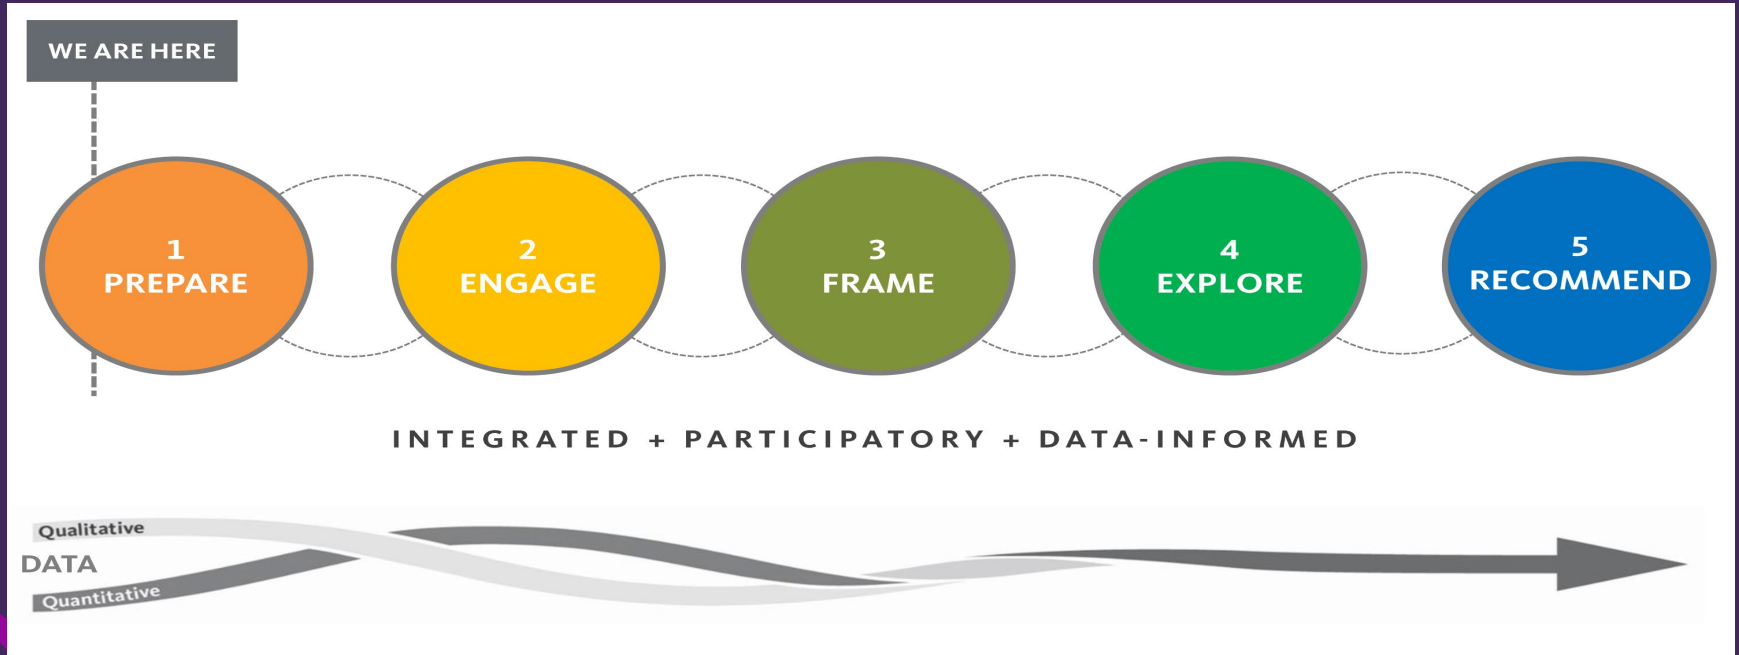 WE ARE HERE
1
PREPARE
2
ENGAGE
3
FRAME
4
EXPLORE
5
RECOMMEND
INTEGRATED + PARTICIPATORY + DATA-INFORMED
Qualitative
DATA
Quantitative